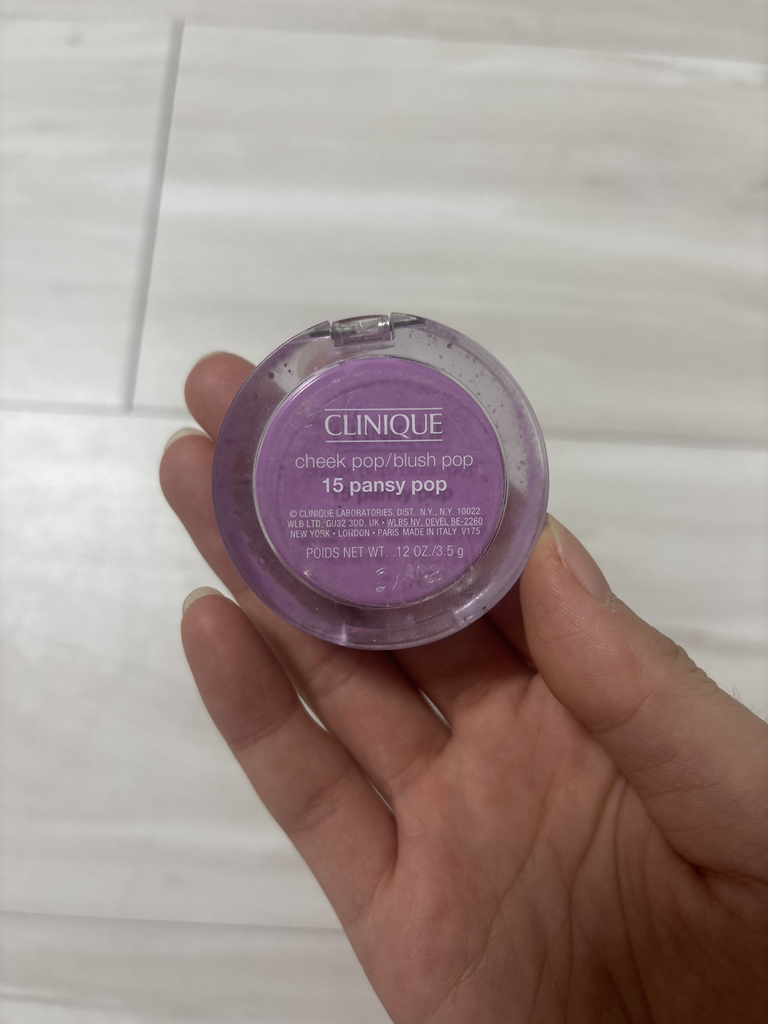 CLINIQUE
cheek pop/blush pop
15 pansy pop
© CLINIQUE LABORATORIES, DIST. N.Y., N.Y. 10022
WLB LTD, GU32 3DD, UK • WLBS NV, OEVEL BE-2260
NEW YORK • LONDON • PARIS MADE IN ITALY V175
POIDS NET WT. .12 OZ./3.5 g